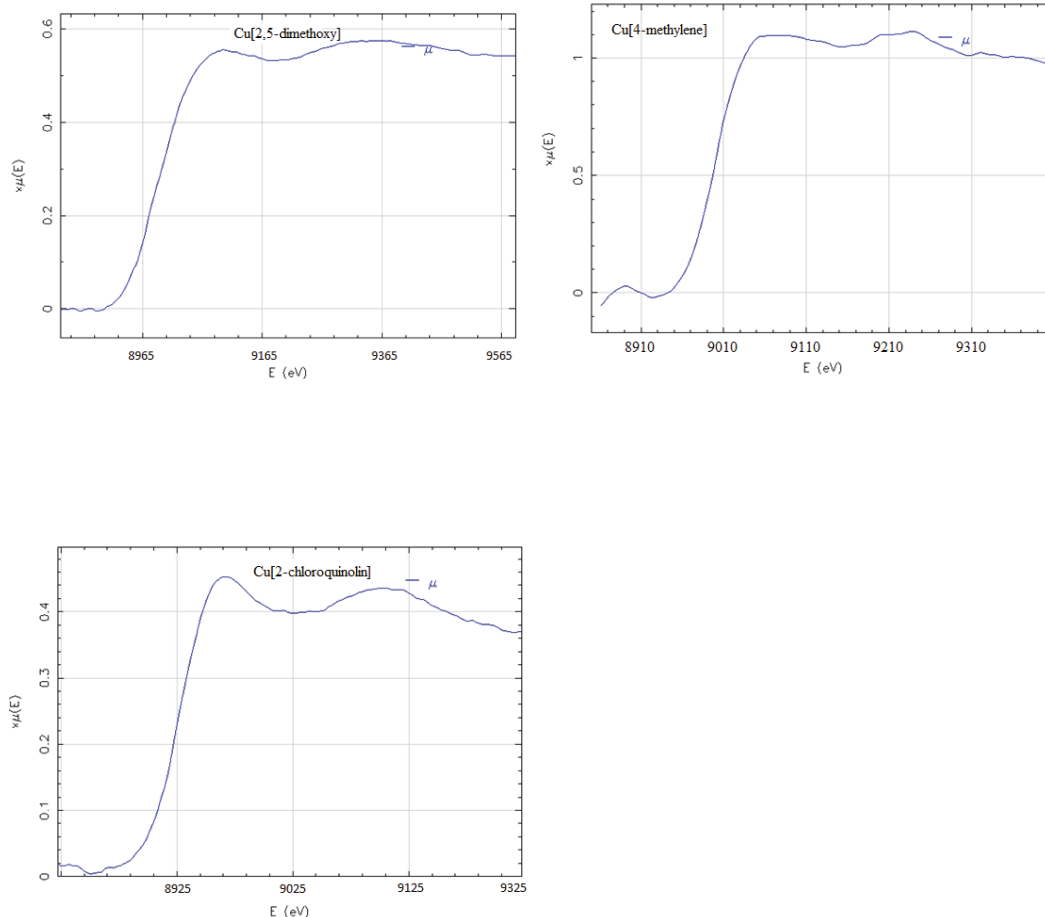 Cu[2,5-dimethoxy]
μ
0.6
0.4
0.2
0
xμ(E)
8965 9165 9365 9565
E (eV)
Cu[4-methylene]
μ
1
0.5
0
xμ(E)
8910 9010 9110 9210 9310
E (eV)
Cu[2-chloroquinolin]
μ
0.4
0.3
0.2
0.1
0
xμ(E)
8925 9025 9125 9325
E (eV)